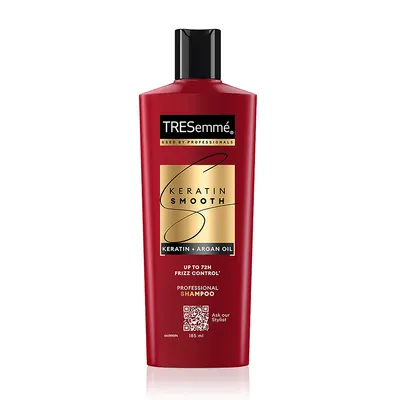 TRESemmé
USED BY PROFESSIONALS
KERATIN
SMOOTH
KERATIN + ARGAN OIL
UP TO 72H
FRIZZ CONTROL*
PROFESSIONAL
SHAMPOO
Ask our
Stylist
185 ml